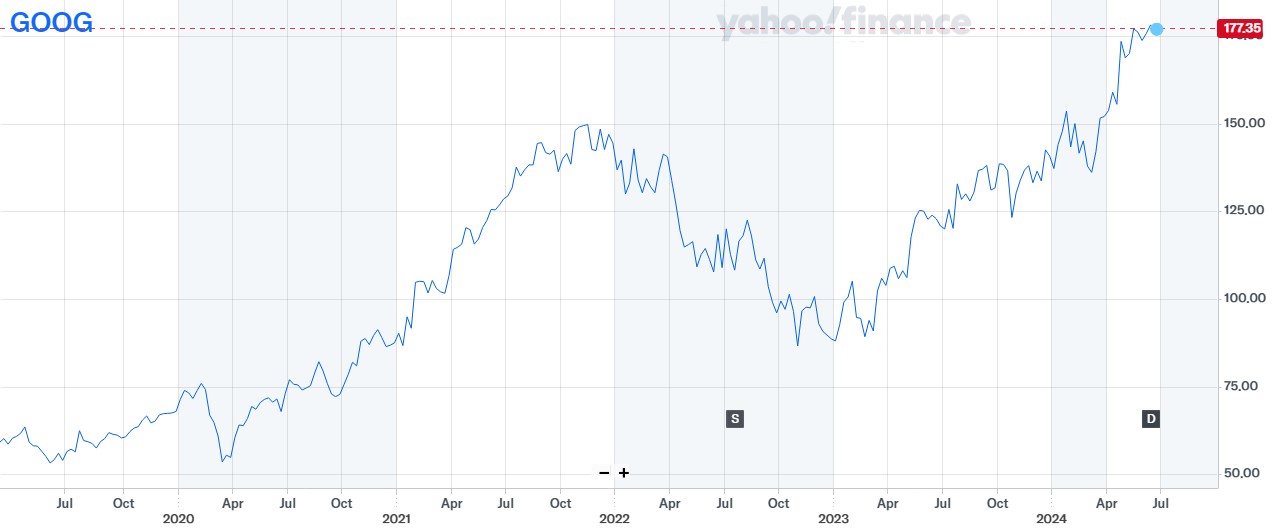 GOOG
yahoo!finance
177.35
150,00
125,00
100,00
75,00
S
D
50,00
− +
Jul Oct Apr Jul Oct Apr Jul Oct Apr Jul Oct Apr Jul Oct Apr Jul
2020 2021 2022 2023 2024